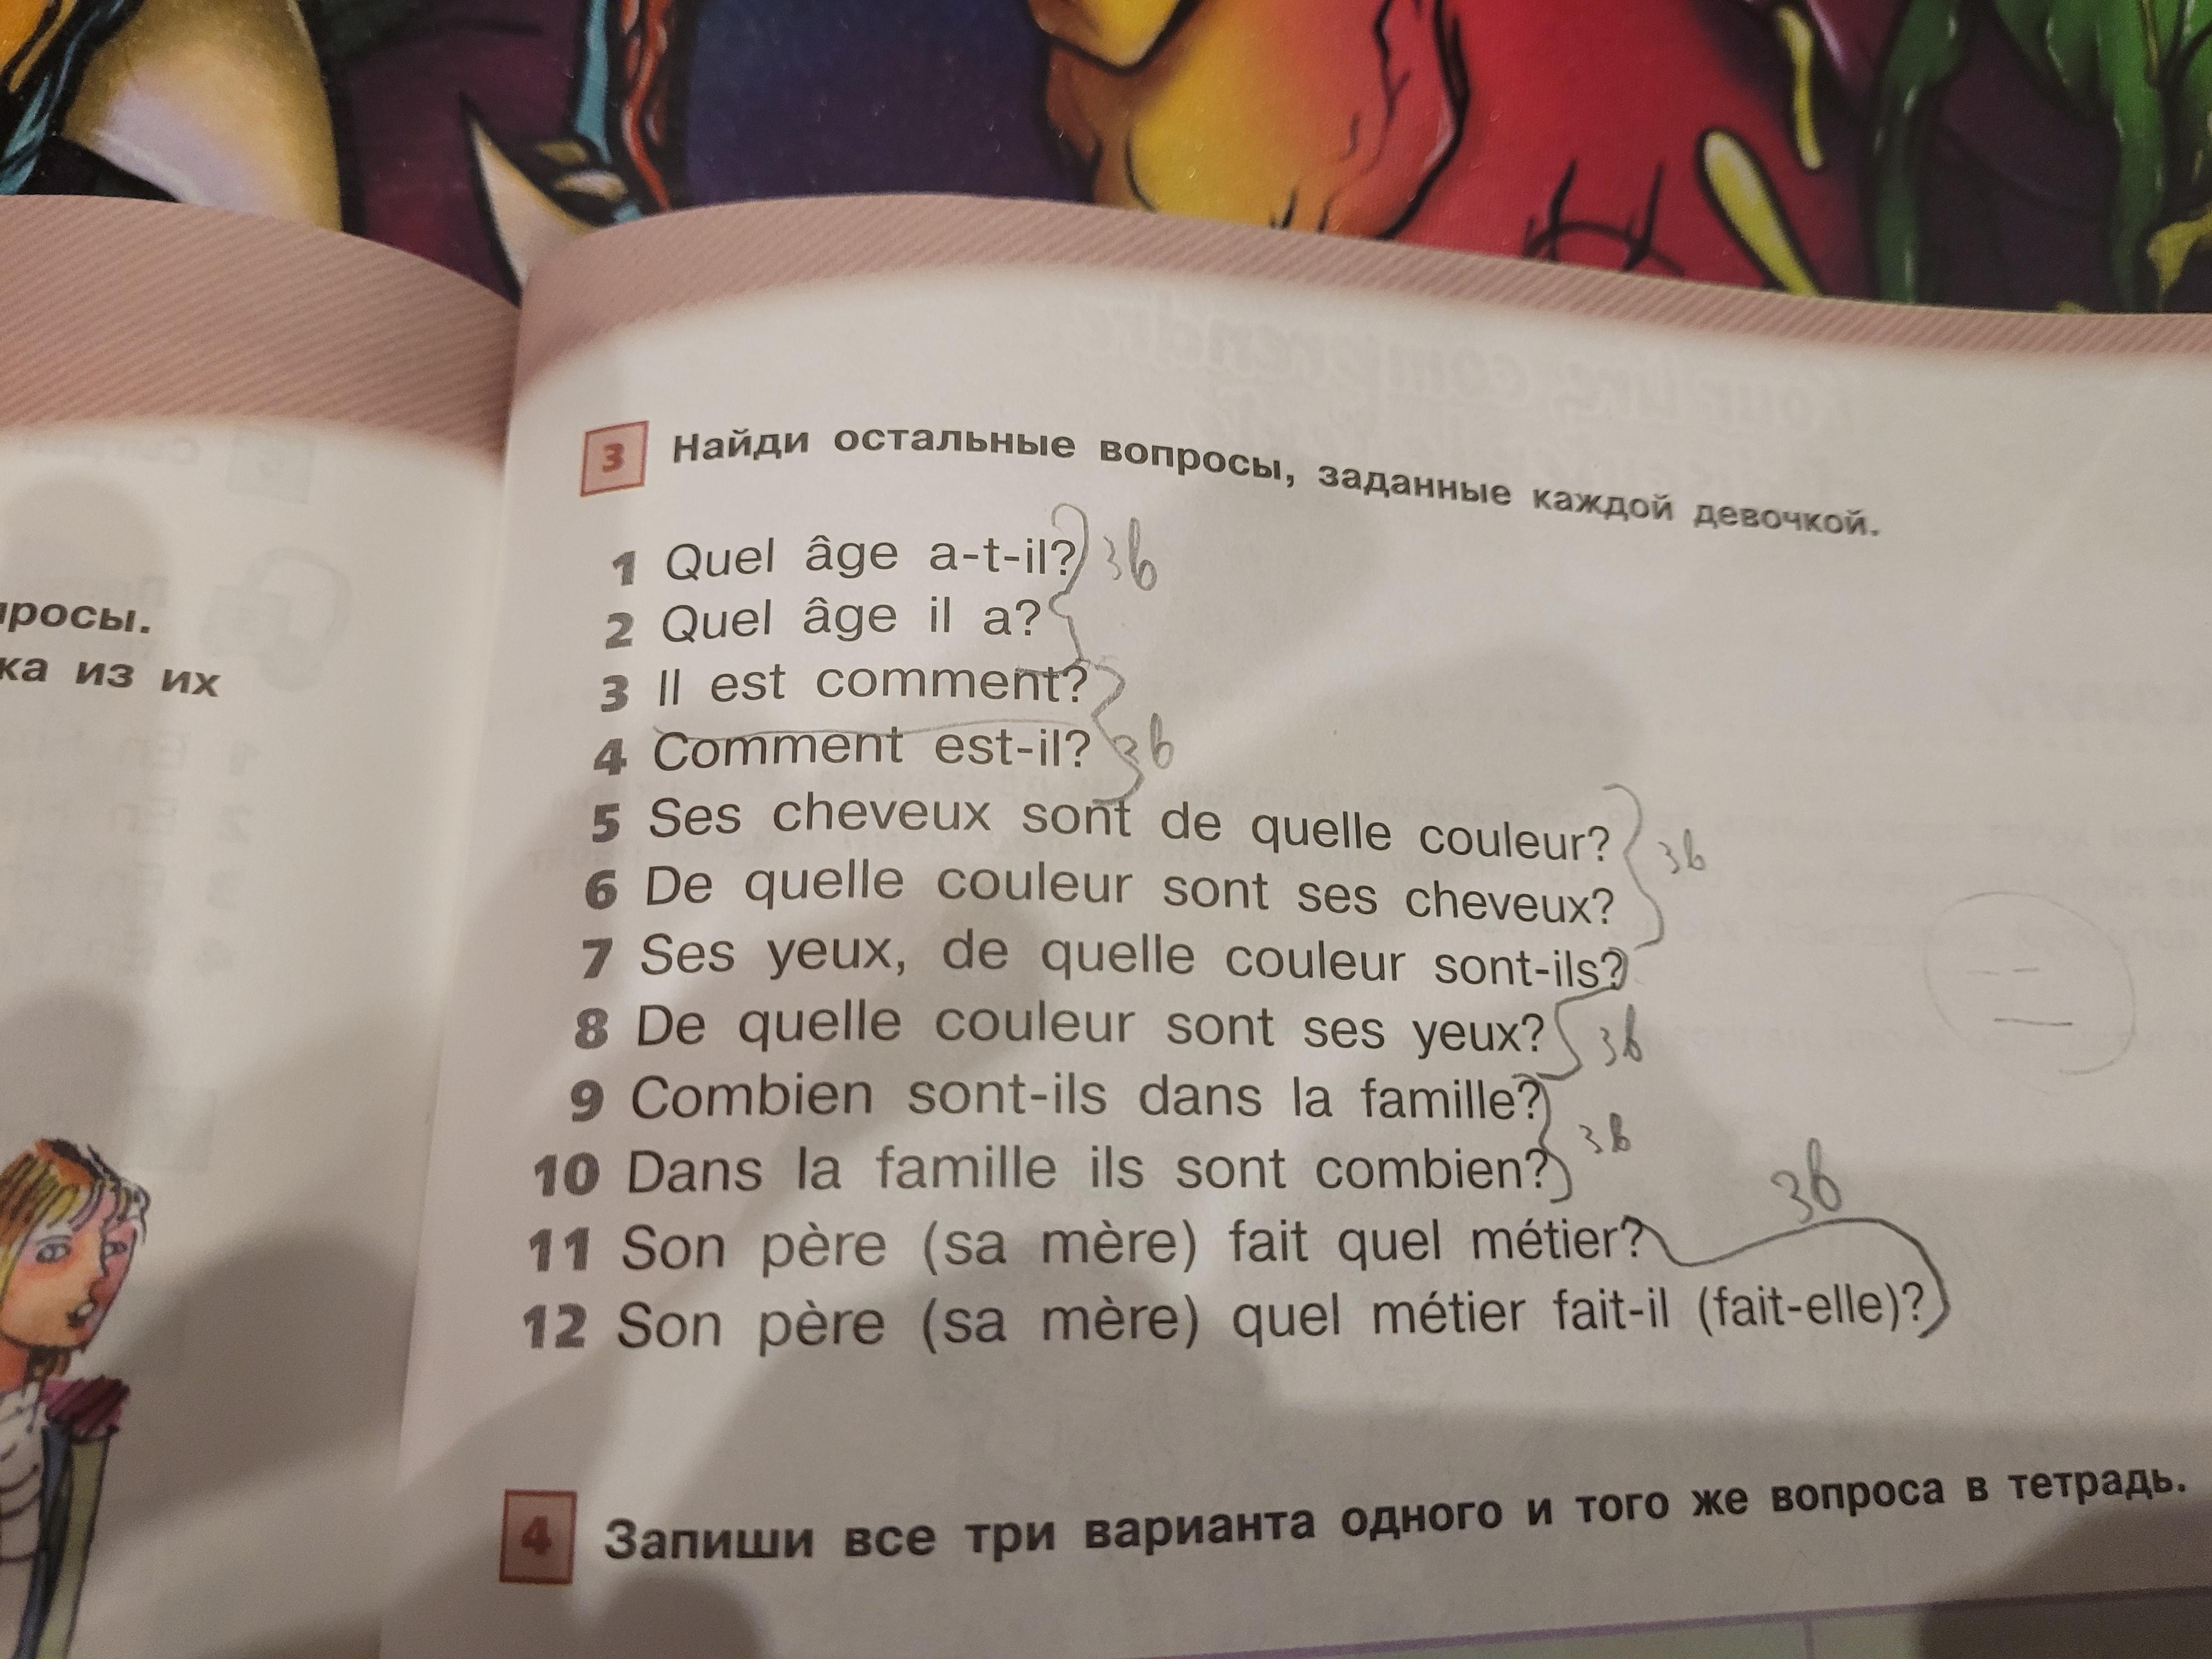 просы.
ка из их
3 Найди остальные вопросы, заданные каждой девочкой.
1 Quel âge a-t-il? 3b
2 Quel âge il a?
3 Il est comment?
4 Comment est-il? 3b
5 Ses cheveux sont de quelle couleur? 3b
6 De quelle couleur sont ses cheveux?
7 Ses yeux, de quelle couleur sont-ils?
8 De quelle couleur sont ses yeux? 3b
9 Combien sont-ils dans la famille?
3b
10 Dans la famille ils sont combien?
3b
11 Son père (sa mère) fait quel métier?
12 Son père (sa mère) quel métier fait-il (fait-elle)?
4 Запиши все три варианта одного и того же вопроса в тетрадь.